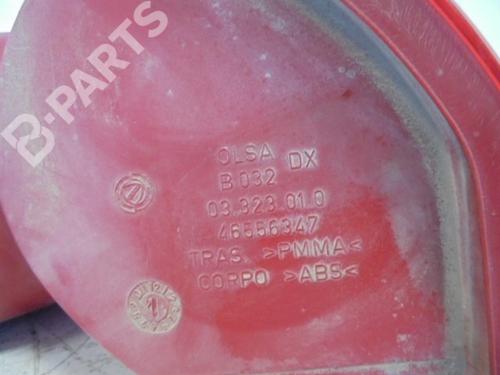 B-PARTS
OLSA DX
B 032
03.323.01.0
46556347
TRAS. >PMMA<
CORPO >ABS<